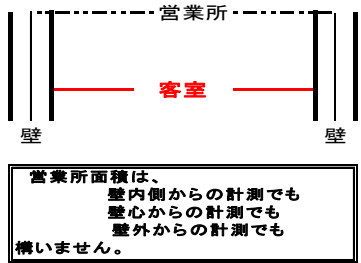 営業所
客室
壁 壁
営業所面積は、
壁内側からの計測でも
壁心からの計測でも
壁外からの計測でも
構いません。